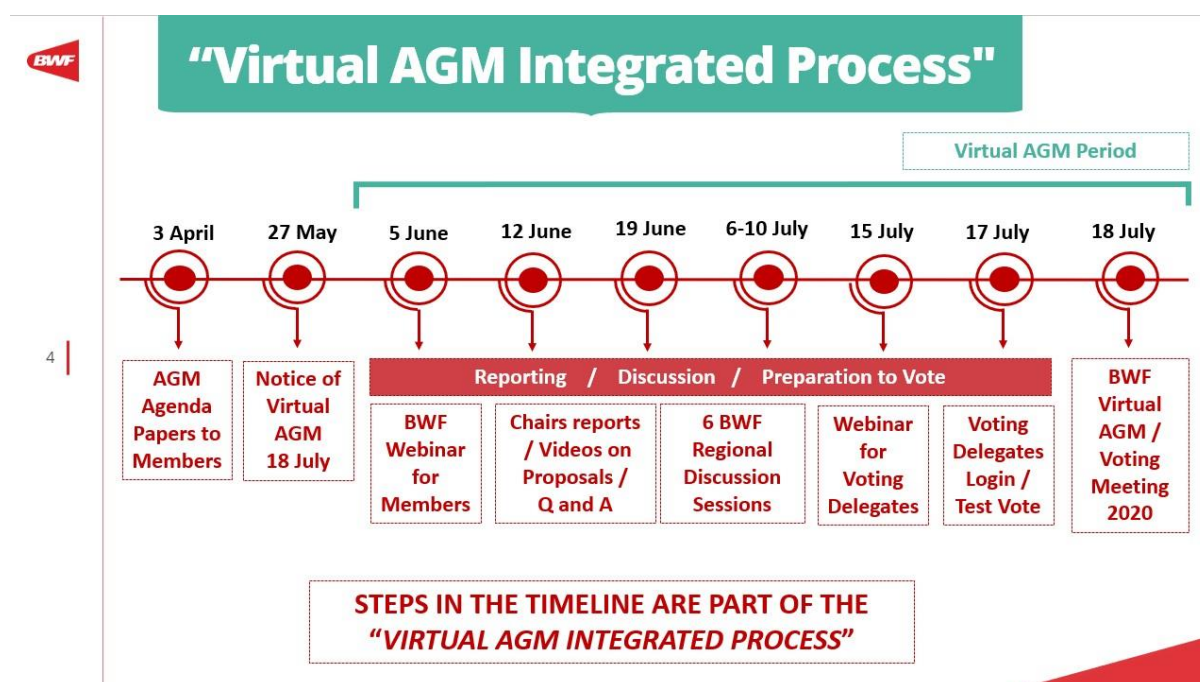 BWF
“Virtual AGM Integrated Process"
Virtual AGM Period
3 April
27 May
5 June
12 June
19 June
6-10 July
15 July
17 July
18 July
4
AGM
Agenda
Papers to
Members
Notice of
Virtual
AGM
18 July
Reporting / Discussion / Preparation to Vote
BWF
Webinar
for
Members
Chairs reports
/ Videos on
Proposals /
Q and A
6 BWF
Regional
Discussion
Sessions
Webinar
for
Voting
Delegates
Voting
Delegates
Login /
Test Vote
BWF
Virtual
AGM /
Voting
Meeting
2020
STEPS IN THE TIMELINE ARE PART OF THE
“VIRTUAL AGM INTEGRATED PROCESS”